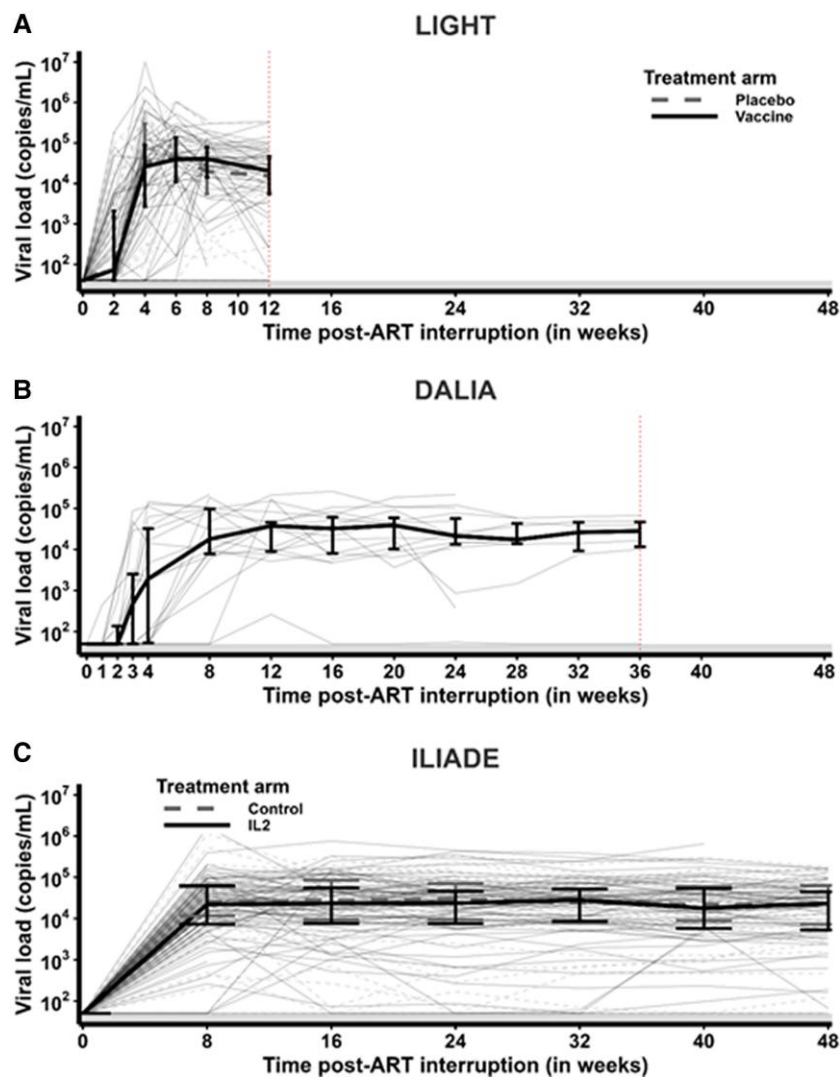 A
LIGHT
Viral load (copies/mL)
10⁷
10⁶
10⁵
10⁴
10³
10²
Treatment arm
Placebo
Vaccine
0 2 4 6 8 10 12 16 24 32 40 48
Time post-ART interruption (in weeks)
B
DALIA
Viral load (copies/mL)
10⁷
10⁶
10⁵
10⁴
10³
10²
0 1 2 3 4 8 12 16 20 24 28 32 36 40 48
Time post-ART interruption (in weeks)
C
ILIADE
Viral load (copies/mL)
10⁷
10⁶
10⁵
10⁴
10³
10²
Treatment arm
Control
IL2
0 8 16 24 32 40 48
Time post-ART interruption (in weeks)